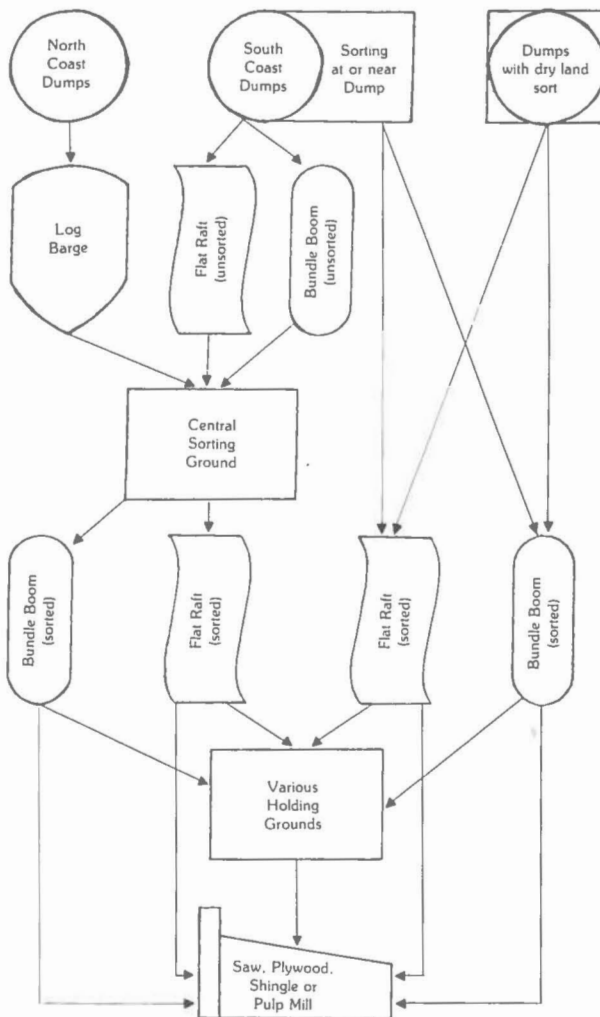 North
Coast
Dumps
South
Coast
Dumps
Sorting
at or near
Dump
Dumps
with dry land
sort
Log
Barge
Flat Raft
(unsorted)
Bundle Boom
(unsorted)
Central
Sorting
Ground
Bundle Boom
(sorted)
Flat Raft
(sorted)
Flat Raft
(sorted)
Bundle Boom
(sorted)
Various
Holding
Grounds
Saw, Plywood,
Shingle or
Pulp Mill